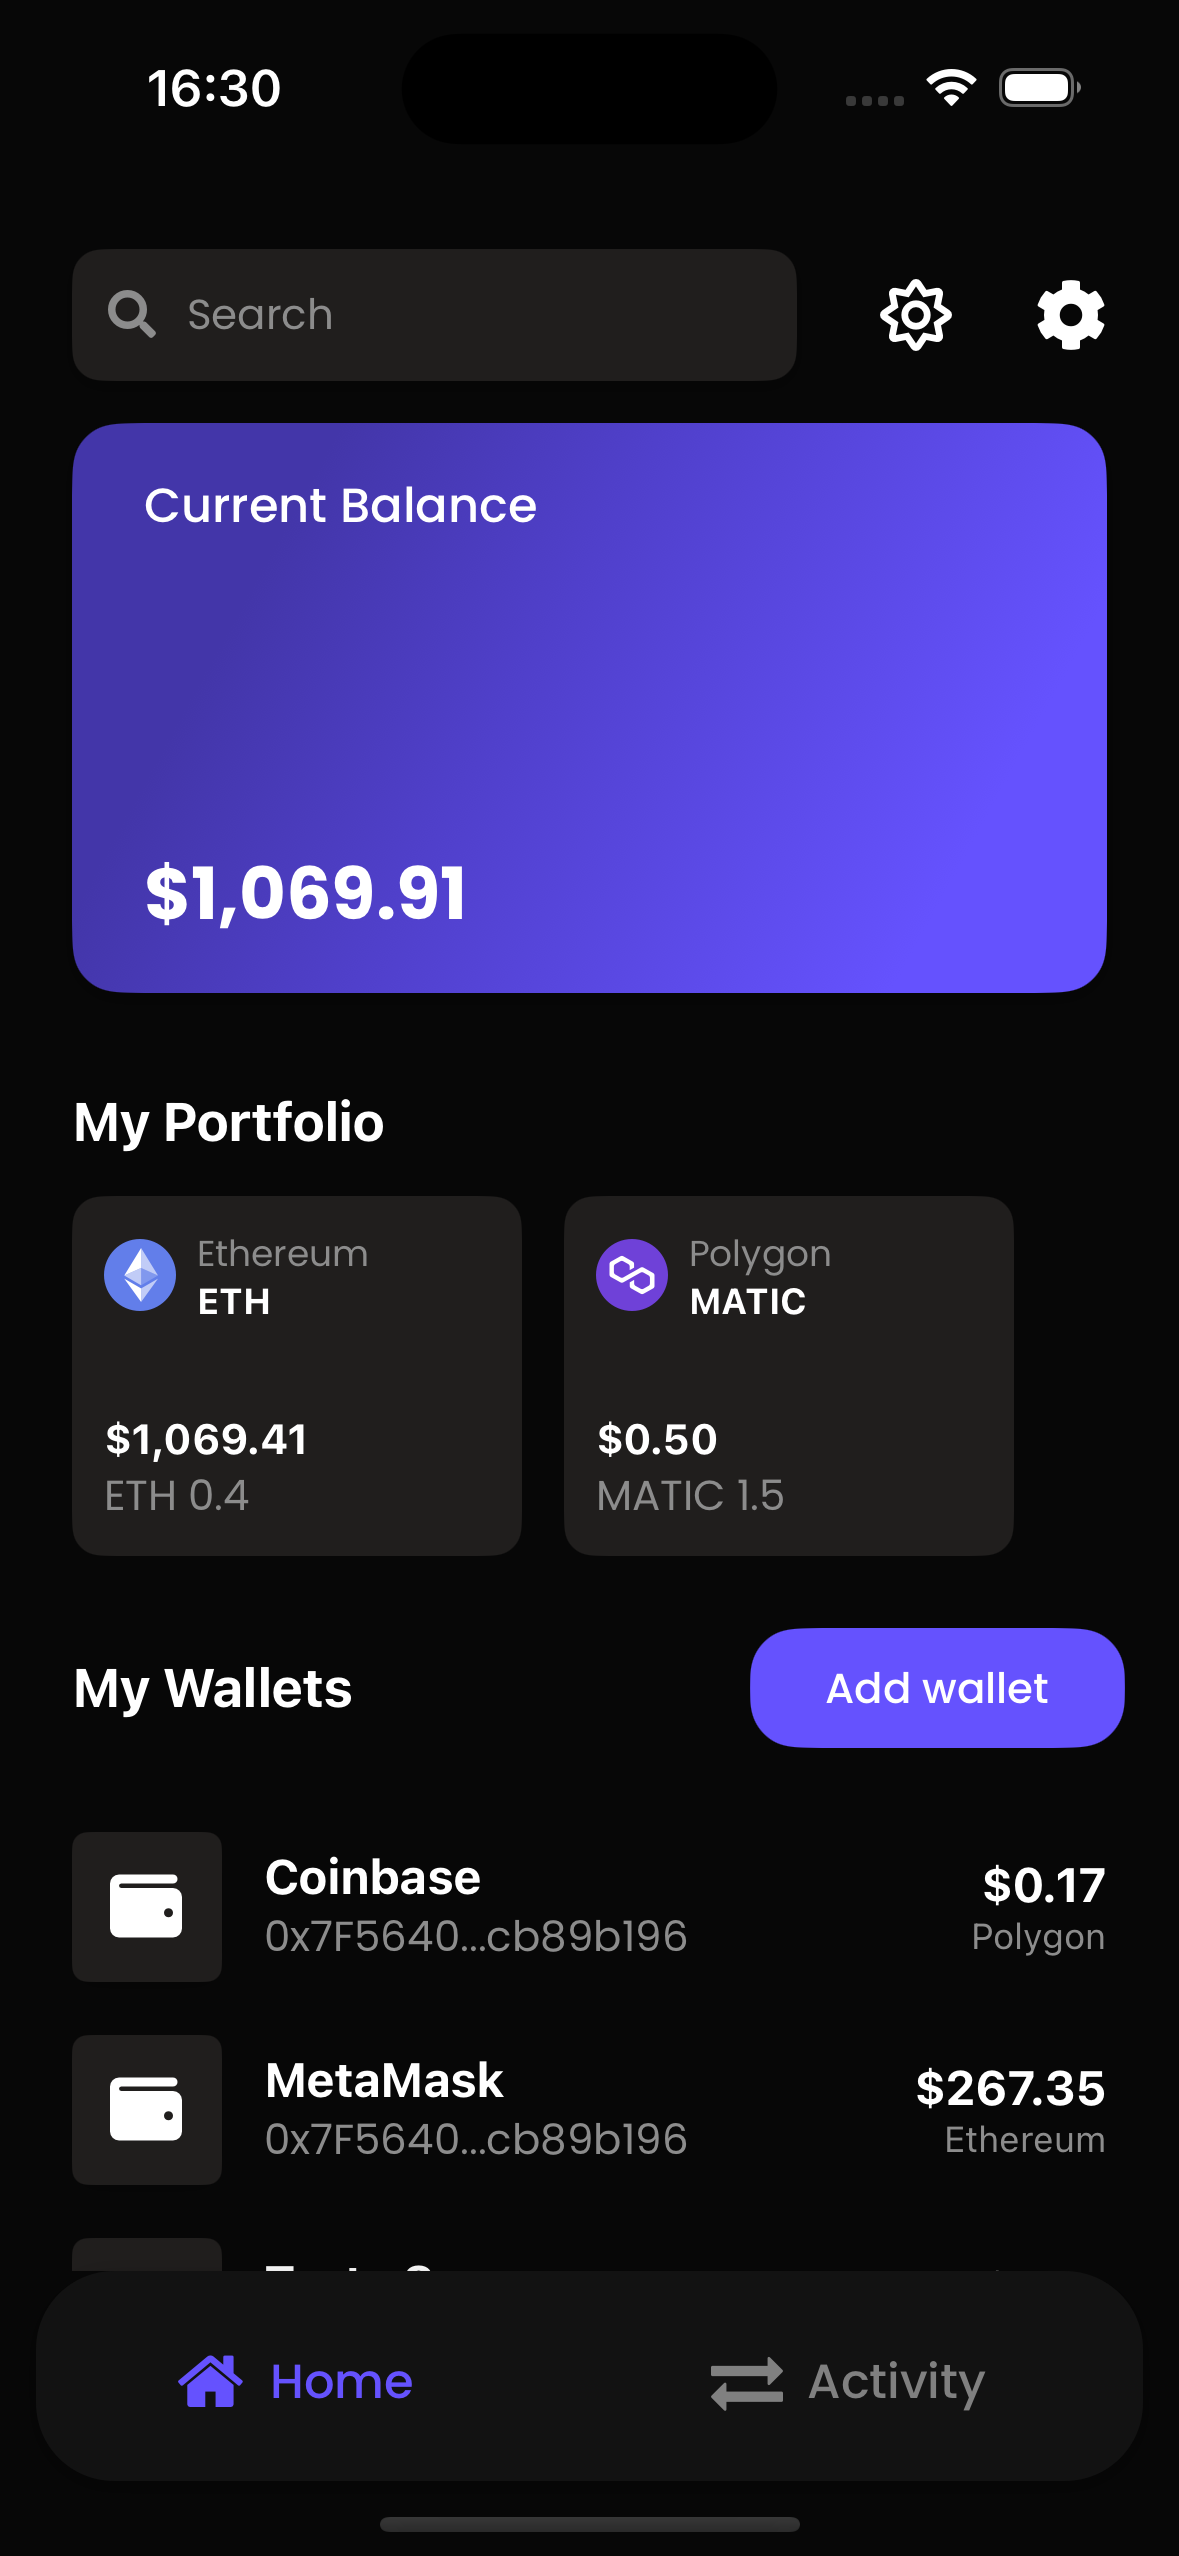 16:30
Search
Current Balance
$1,069.91
My Portfolio
Ethereum
ETH
$1,069.41
ETH 0.4
Polygon
MATIC
$0.50
MATIC 1.5
My Wallets
Add wallet
Coinbase
0x7F5640...cb89b196
$0.17
Polygon
MetaMask
0x7F5640...cb89b196
$267.35
Ethereum
Home
Activity